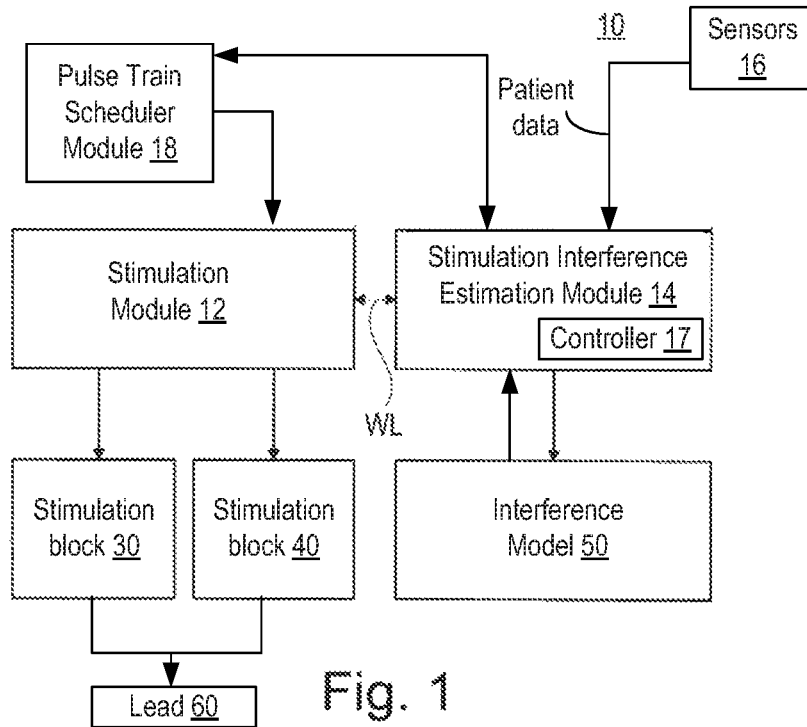 10
Sensors
16
Pulse Train
Scheduler
Module 18
Patient
data
Stimulation
Module 12
Stimulation Interference
Estimation Module 14
Controller 17
WL
Stimulation
block 30
Stimulation
block 40
Interference
Model 50
Lead 60
Fig. 1